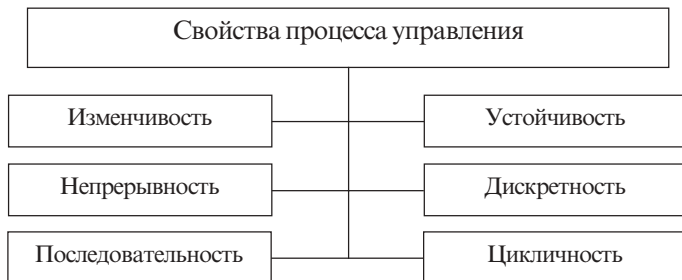 Свойства процесса управления
Изменчивость
Устойчивость
Непрерывность
Дискретность
Последовательность
Цикличность